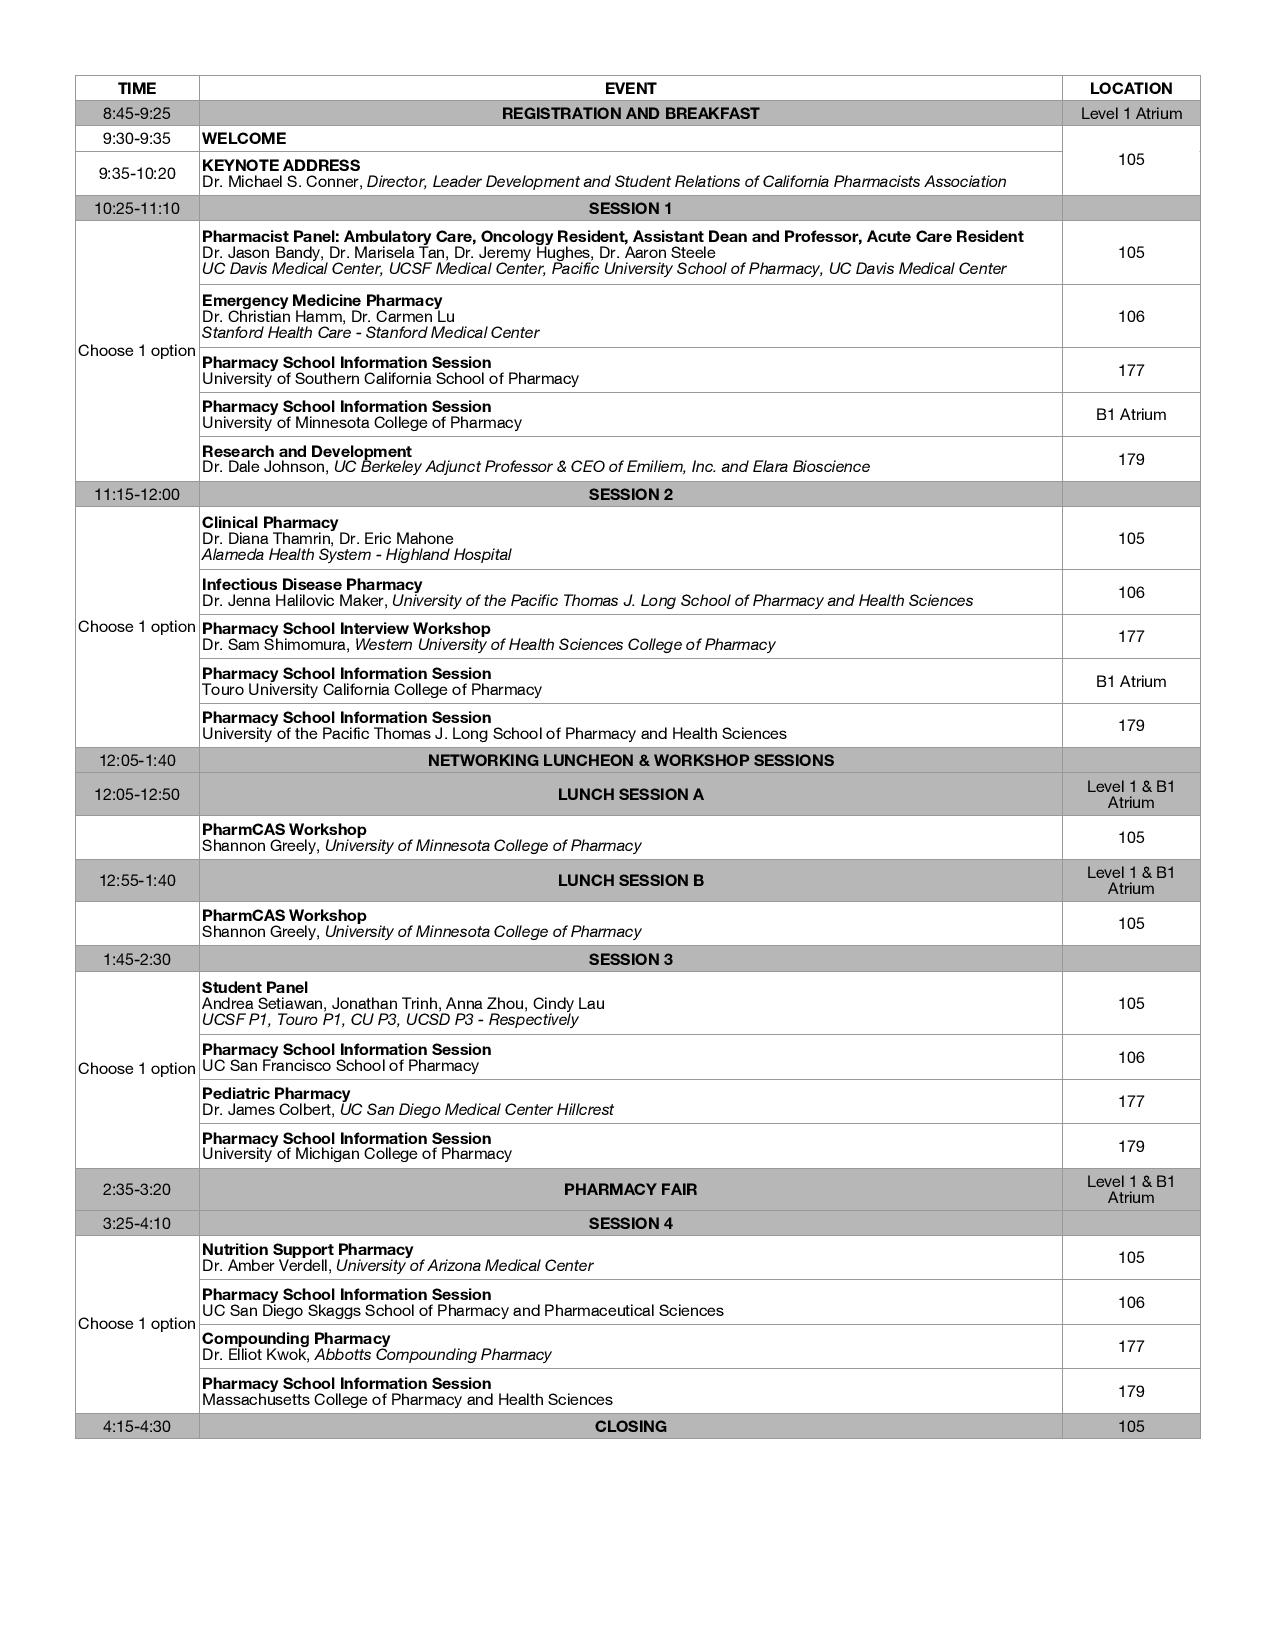 TIME EVENT LOCATION
8:45-9:25 REGISTRATION AND BREAKFAST Level 1 Atrium
9:30-9:35 WELCOME
105
9:35-10:20
KEYNOTE ADDRESS
Dr. Michael S. Conner, Director, Leader Development and Student Relations of California Pharmacists Association
10:25-11:10 SESSION 1
Choose 1 option
Pharmacist Panel: Ambulatory Care, Oncology Resident, Assistant Dean and Professor, Acute Care Resident
Dr. Jason Bandy, Dr. Marisela Tan, Dr. Jeremy Hughes, Dr. Aaron Steele
UC Davis Medical Center, UCSF Medical Center, Pacific University School of Pharmacy, UC Davis Medical Center
105
Emergency Medicine Pharmacy
Dr. Christian Hamm, Dr. Carmen Lu
Stanford Health Care - Stanford Medical Center
106
Pharmacy School Information Session
University of Southern California School of Pharmacy
177
Pharmacy School Information Session
University of Minnesota College of Pharmacy
B1 Atrium
Research and Development
Dr. Dale Johnson, UC Berkeley Adjunct Professor & CEO of Emiliem, Inc. and Elara Bioscience
179
11:15-12:00 SESSION 2
Choose 1 option
Clinical Pharmacy
Dr. Diana Thamrin, Dr. Eric Mahone
Alameda Health System - Highland Hospital
105
Infectious Disease Pharmacy
Dr. Jenna Halilovic Maker, University of the Pacific Thomas J. Long School of Pharmacy and Health Sciences
106
Pharmacy School Interview Workshop
Dr. Sam Shimomura, Western University of Health Sciences College of Pharmacy
177
Pharmacy School Information Session
Touro University California College of Pharmacy
B1 Atrium
Pharmacy School Information Session
University of the Pacific Thomas J. Long School of Pharmacy and Health Sciences
179
12:05-1:40 NETWORKING LUNCHEON & WORKSHOP SESSIONS
12:05-12:50 LUNCH SESSION A
Level 1 & B1
Atrium
PharmCAS Workshop
Shannon Greely, University of Minnesota College of Pharmacy
105
12:55-1:40 LUNCH SESSION B
Level 1 & B1
Atrium
PharmCAS Workshop
Shannon Greely, University of Minnesota College of Pharmacy
105
1:45-2:30 SESSION 3
Choose 1 option
Student Panel
Andrea Setiawan, Jonathan Trinh, Anna Zhou, Cindy Lau
UCSF P1, Touro P1, CU P3, UCSD P3 - Respectively
105
Pharmacy School Information Session
UC San Francisco School of Pharmacy
106
Pediatric Pharmacy
Dr. James Colbert, UC San Diego Medical Center Hillcrest
177
Pharmacy School Information Session
University of Michigan College of Pharmacy
179
2:35-3:20 PHARMACY FAIR
Level 1 & B1
Atrium
3:25-4:10 SESSION 4
Choose 1 option
Nutrition Support Pharmacy
Dr. Amber Verdell, University of Arizona Medical Center
105
Pharmacy School Information Session
UC San Diego Skaggs School of Pharmacy and Pharmaceutical Sciences
106
Compounding Pharmacy
Dr. Elliot Kwok, Abbotts Compounding Pharmacy
177
Pharmacy School Information Session
Massachusetts College of Pharmacy and Health Sciences
179
4:15-4:30 CLOSING 105